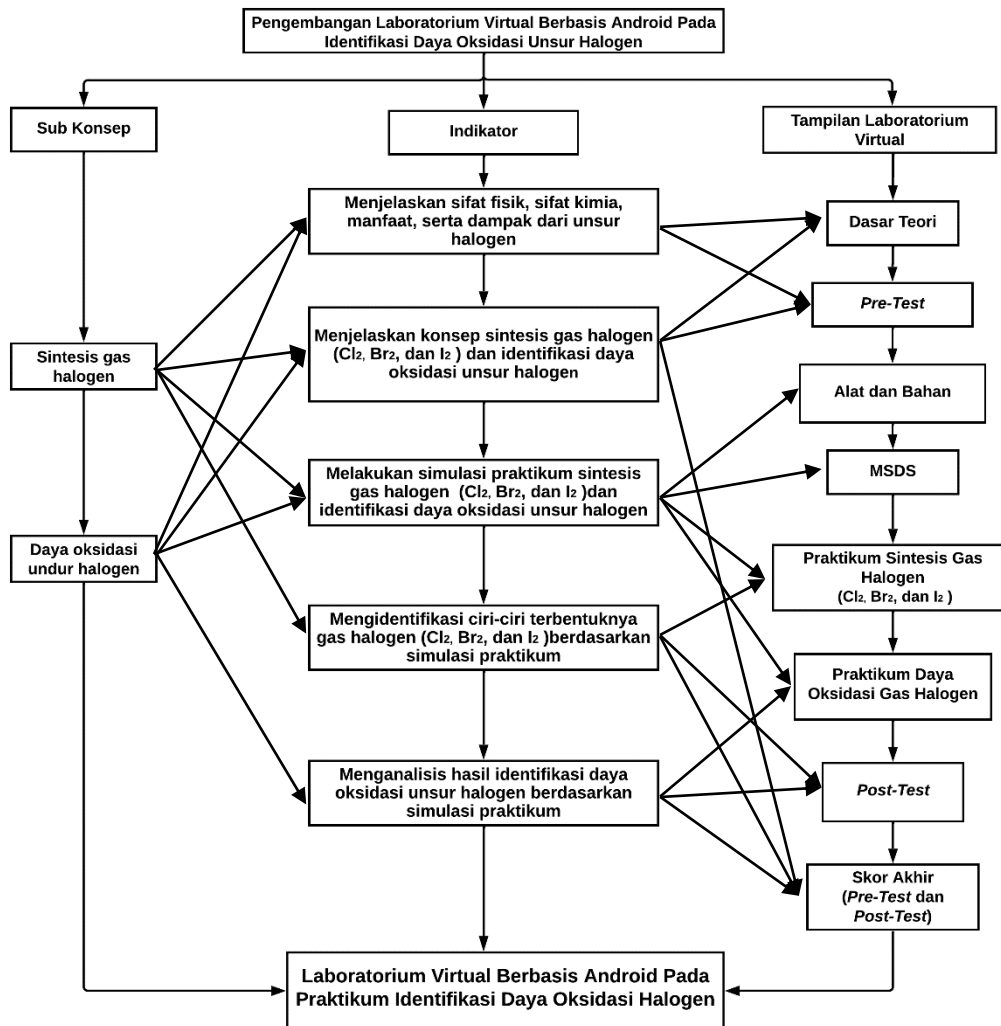 Pengembangan Laboratorium Virtual Berbasis Android Pada
Identifikasi Daya Oksidasi Unsur Halogen
Sub Konsep
Indikator
Tampilan Laboratorium
Virtual
Menjelaskan sifat fisik, sifat kimia,
manfaat, serta dampak dari unsur
halogen
Dasar Teori
Pre-Test
Menjelaskan konsep sintesis gas halogen
(Cl₂, Br₂, dan I₂ ) dan identifikasi daya
oksidasi unsur halogen
Sintesis gas
halogen
Alat dan Bahan
Melakukan simulasi praktikum sintesis
gas halogen (Cl₂, Br₂, dan I₂ )dan
identifikasi daya oksidasi unsur halogen
MSDS
Daya oksidasi
undur halogen
Praktikum Sintesis Gas
Halogen
(Cl₂, Br₂, dan I₂ )
Mengidentifikasi ciri-ciri terbentuknya
gas halogen (Cl₂, Br₂, dan I₂ )berdasarkan
simulasi praktikum
Praktikum Daya
Oksidasi Gas Halogen
Menganalisis hasil identifikasi daya
oksidasi unsur halogen berdasarkan
simulasi praktikum
Post-Test
Skor Akhir
(Pre-Test dan
Post-Test)
Laboratorium Virtual Berbasis Android Pada
Praktikum Identifikasi Daya Oksidasi Halogen